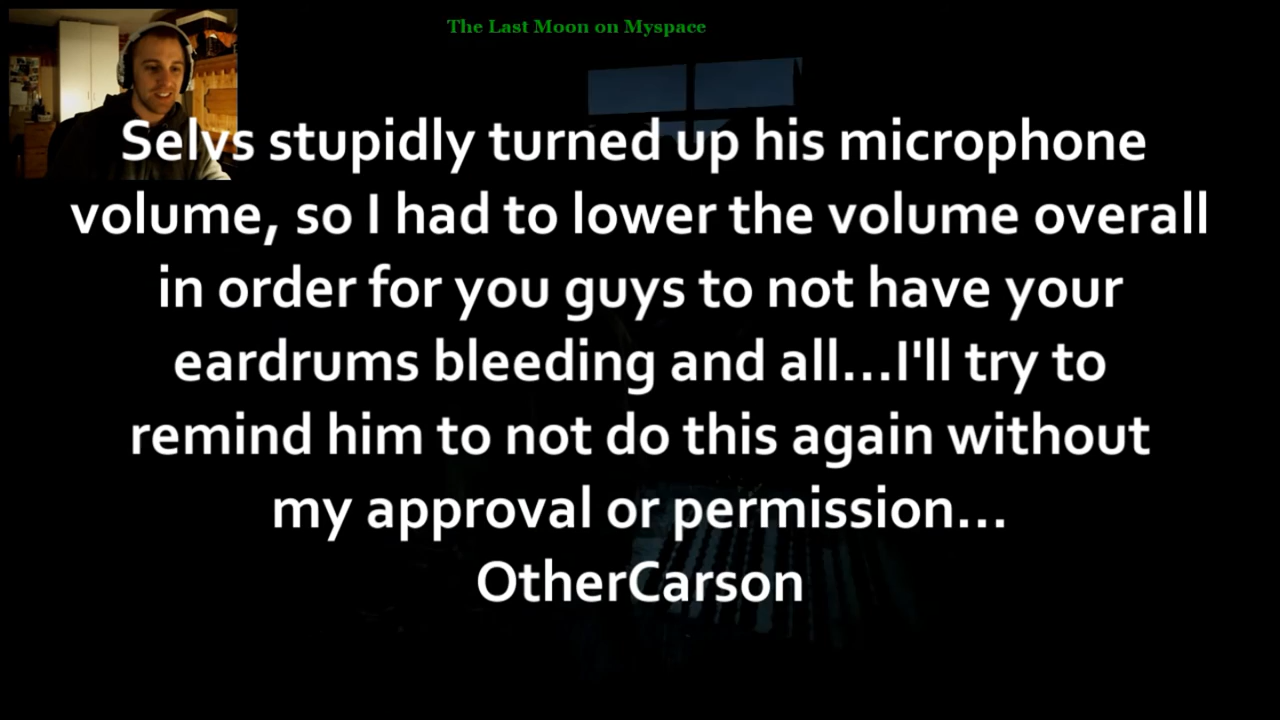 The Last Moon on Myspace
Selvs stupidly turned up his microphone
volume, so I had to lower the volume overall
in order for you guys to not have your
eardrums bleeding and all...I'll try to
remind him to not do this again without
my approval or permission...
OtherCarson